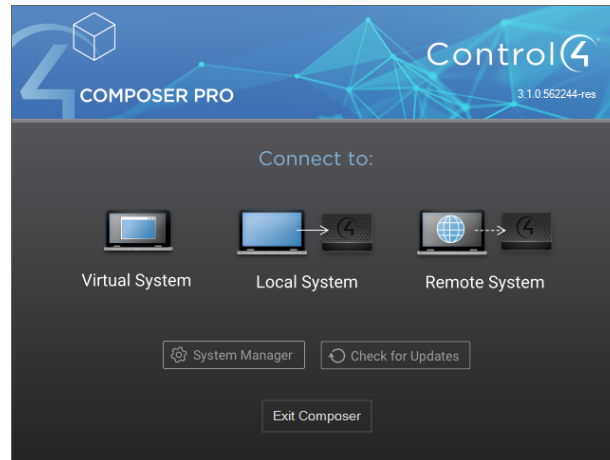 Control4
COMPOSER PRO
3.1.0.562244-res
Connect to:
Virtual System
Local System
Remote System
System Manager
Check for Updates
Exit Composer